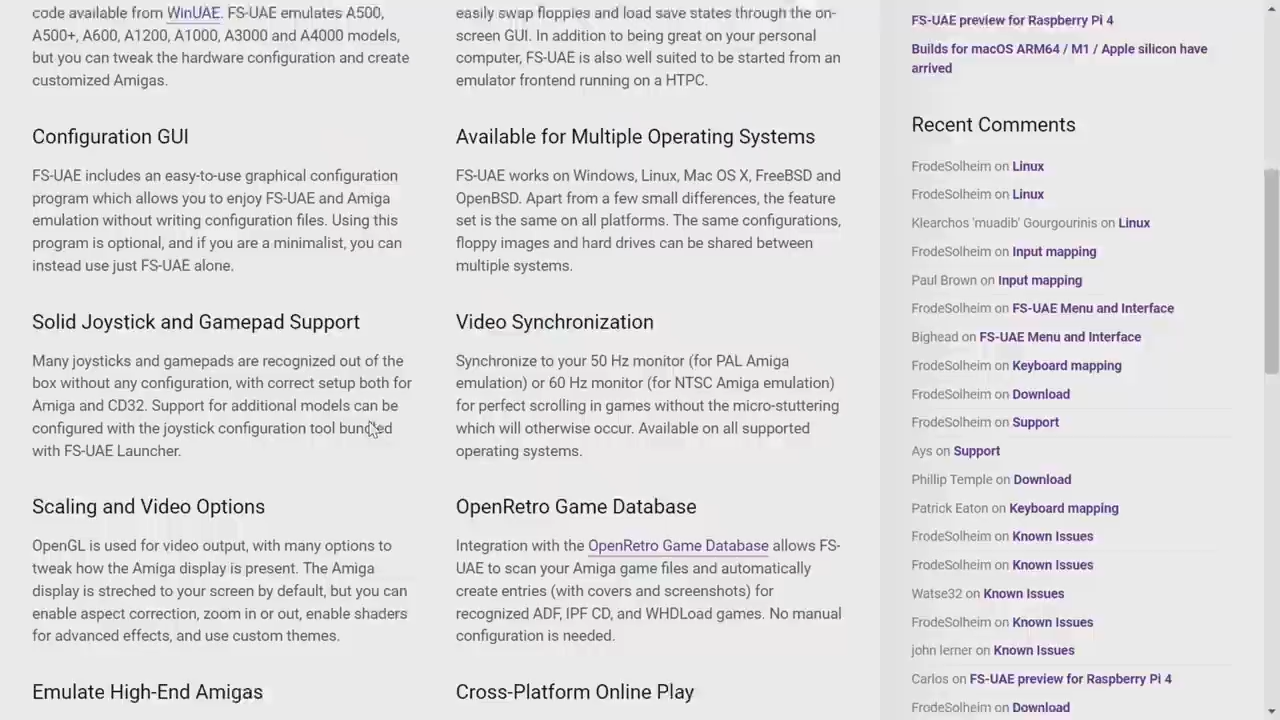 code available from WinUAE. FS-UAE emulates A500,
A500+, A600, A1200, A1000, A3000 and A4000 models,
but you can tweak the hardware configuration and create
customized Amigas.
Configuration GUI
FS-UAE includes an easy-to-use graphical configuration
program which allows you to enjoy FS-UAE and Amiga
emulation without writing configuration files. Using this
program is optional, and if you are a minimalist, you can
instead use just FS-UAE alone.
Solid Joystick and Gamepad Support
Many joysticks and gamepads are recognized out of the
box without any configuration, with correct setup both for
Amiga and CD32. Support for additional models can be
configured with the joystick configuration tool bundled
with FS-UAE Launcher.
Scaling and Video Options
OpenGL is used for video output, with many options to
tweak how the Amiga display is present. The Amiga
display is streched to your screen by default, but you can
enable aspect correction, zoom in or out, enable shaders
for advanced effects, and use custom themes.
Emulate High-End Amigas
easily swap floppies and load save states through the on-
screen GUI. In addition to being great on your personal
computer, FS-UAE is also well suited to be started from an
emulator frontend running on a HTPC.
Available for Multiple Operating Systems
FS-UAE works on Windows, Linux, Mac OS X, FreeBSD and
OpenBSD. Apart from a few small differences, the feature
set is the same on all platforms. The same configurations,
floppy images and hard drives can be shared between
multiple systems.
Video Synchronization
Synchronize to your 50 Hz monitor (for PAL Amiga
emulation) or 60 Hz monitor (for NTSC Amiga emulation)
for perfect scrolling in games without the micro-stuttering
which will otherwise occur. Available on all supported
operating systems.
OpenRetro Game Database
Integration with the OpenRetro Game Database allows FS-
UAE to scan your Amiga game files and automatically
create entries (with covers and screenshots) for
recognized ADF, IPF CD, and WHDLoad games. No manual
configuration is needed.
Cross-Platform Online Play
FS-UAE preview for Raspberry Pi 4
Builds for macOS ARM64 / M1 / Apple silicon have
arrived
Recent Comments
FrodeSolheim on Linux
FrodeSolheim on Linux
Klearchos 'muadib' Gourgourinis on Linux
FrodeSolheim on Input mapping
Paul Brown on Input mapping
FrodeSolheim on FS-UAE Menu and Interface
Bighead on FS-UAE Menu and Interface
FrodeSolheim on Keyboard mapping
FrodeSolheim on Download
FrodeSolheim on Support
Ays on Support
Phillip Temple on Download
Patrick Eaton on Keyboard mapping
FrodeSolheim on Known Issues
FrodeSolheim on Known Issues
Watse32 on Known Issues
FrodeSolheim on Known Issues
john lerner on Known Issues
Carlos on FS-UAE preview for Raspberry Pi 4
FrodeSolheim on Download